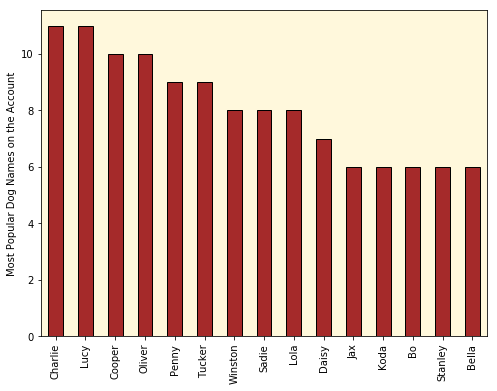 Most Popular Dog Names on the Account
10
8
6
4
2
0
Charlie
Lucy
Cooper
Oliver
Penny
Tucker
Winston
Sadie
Lola
Daisy
Jax
Koda
Bo
Stanley
Bella